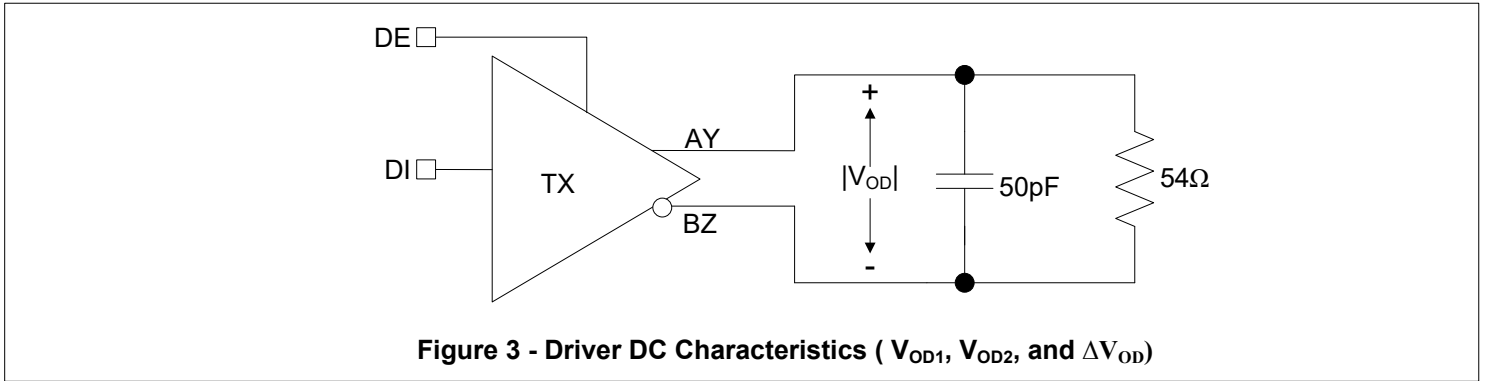 DE
DI
TX
AY
BZ
+
|VOD|
-
50pF
54Ω
Figure 3 - Driver DC Characteristics ( VOD1, VOD2, and ΔVOD)